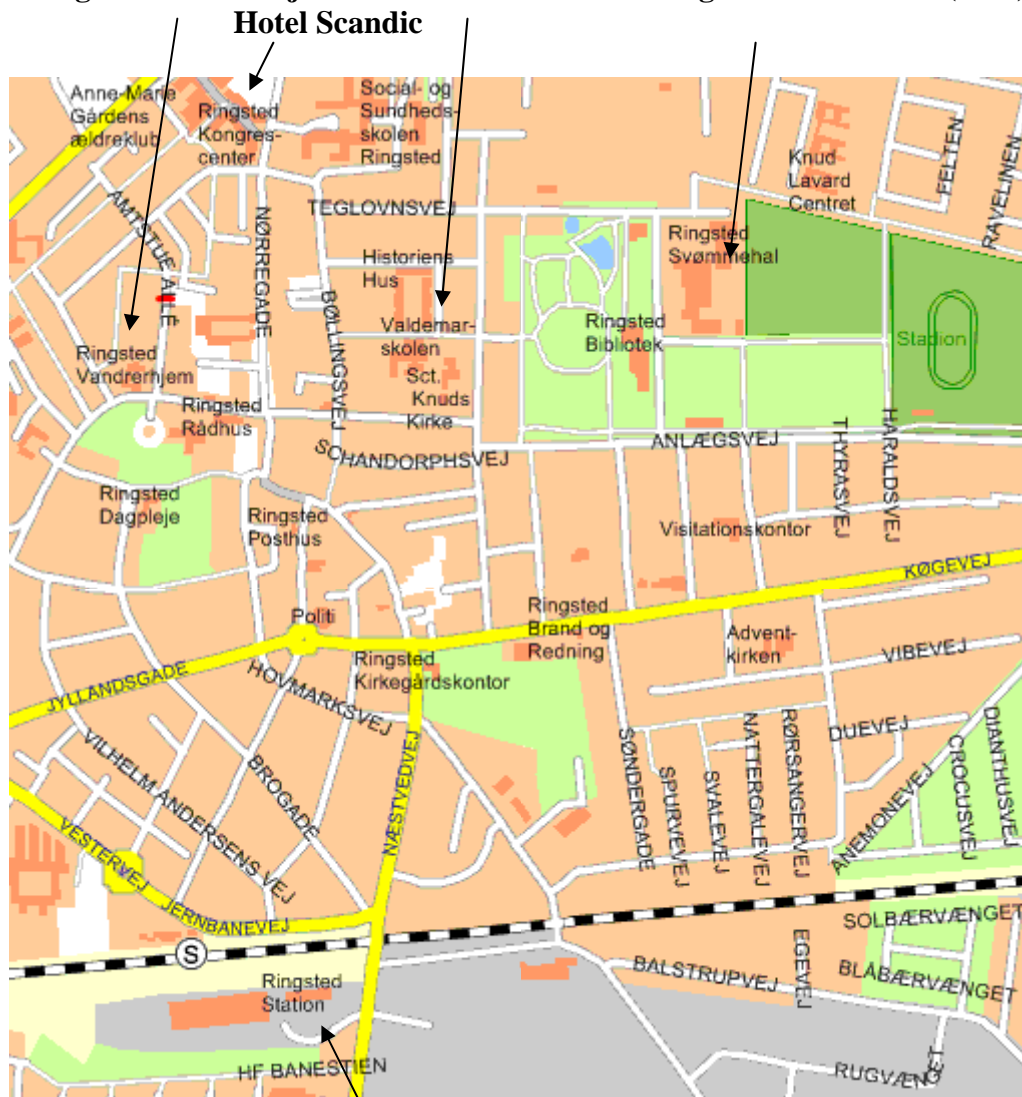 Hotel Scandic
Anne-Marie
Gårdens
ældreklub
Ringsted
Kongres-
center
Social- og
Sundheds-
skolen
Ringsted
Knud
Lavard
Centret
FELTEN
RAVELINEN
AMTSTUE ALLÉ
NØRREGADE
TEGLOVNSVEJ
Historiens
Hus
Ringsted
Svømmehal
BØLLINGSVEJ
Valdemar-
skolen
Ringsted
Bibliotek
Stadion
Ringsted
Vandrerhjem
Sct.
Knuds
Kirke
Ringsted
Rådhus
SCHANDORPHSVEJ
ANLÆGSVEJ
THYRASVEJ
HARALDSVEJ
Ringsted
Dagpleje
Ringsted
Posthus
Visitationskontor
KØGEVEJ
Politi
Ringsted
Brand og
Redning
Advent-
kirken
VIBEVEJ
Ringsted
Kirkegårdskontor
JYLLANDSGADE
HOVMARKSVEJ
VILHELM ANDERSENS VEJ
BROGADE
NÆSTVEDVEJ
SØNDERGADE
SPURVEVEJ
SVALEVEJ
NATTERGALEVEJ
RØRSANGERVEJ
DUEVEJ
ANEMONEVEJ
CROCUSVEJ
DIANTHUSVEJ
VESTERVEJ
JERNBANEVEJ
S
Ringsted
Station
BALSTRUPVEJ
EGEVEJ
SOLBÆRVÆNGET
BLÅBÆRVÆNGET
HF BANESTIEN
RUGVÆNGET